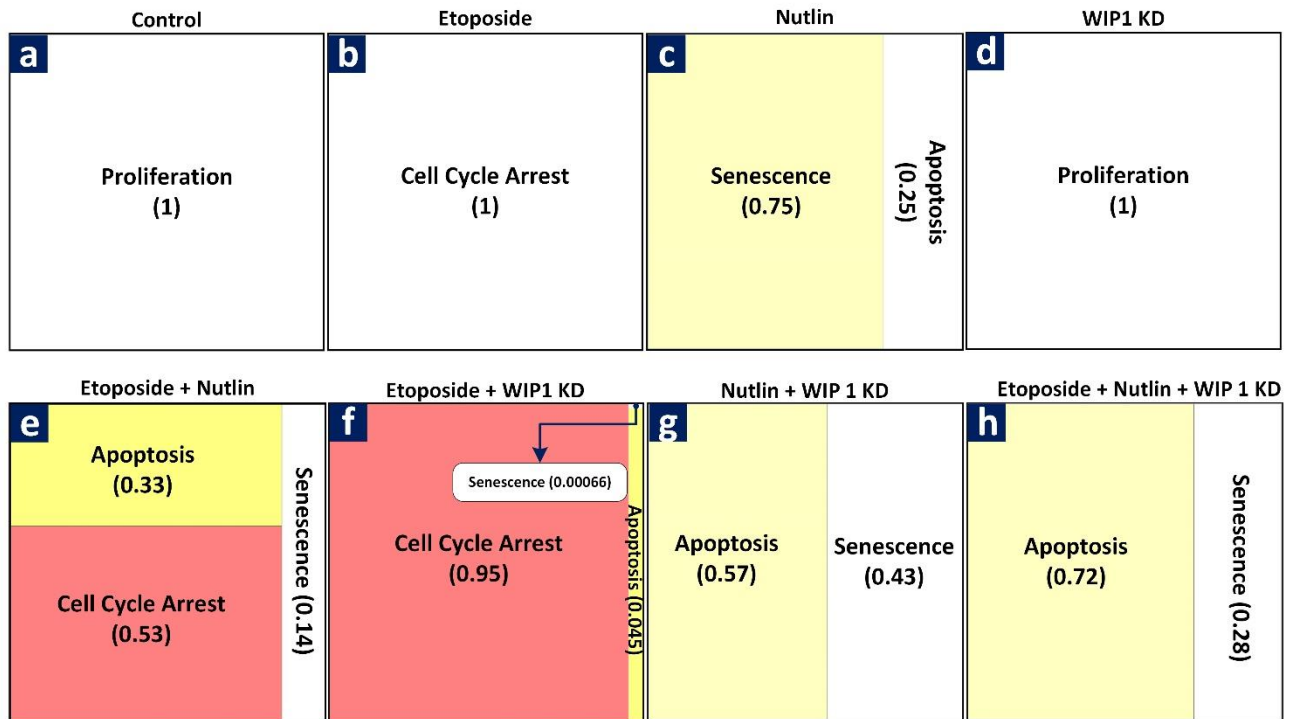 Control
Etoposide
Nutlin
WIP1 KD
a
b
c
d
Proliferation
(1)
Cell Cycle Arrest
(1)
Senescence
(0.75)
Apoptosis
(0.25)
Proliferation
(1)
Etoposide + Nutlin
Etoposide + WIP1 KD
Nutlin + WIP 1 KD
Etoposide + Nutlin + WIP 1 KD
e
f
g
h
Apoptosis
(0.33)
Cell Cycle Arrest
(0.53)
Senescence (0.14)
Senescence (0.00066)
Cell Cycle Arrest
(0.95)
Apoptosis (0.045)
Apoptosis
(0.57)
Senescence
(0.43)
Apoptosis
(0.72)
Senescence (0.28)